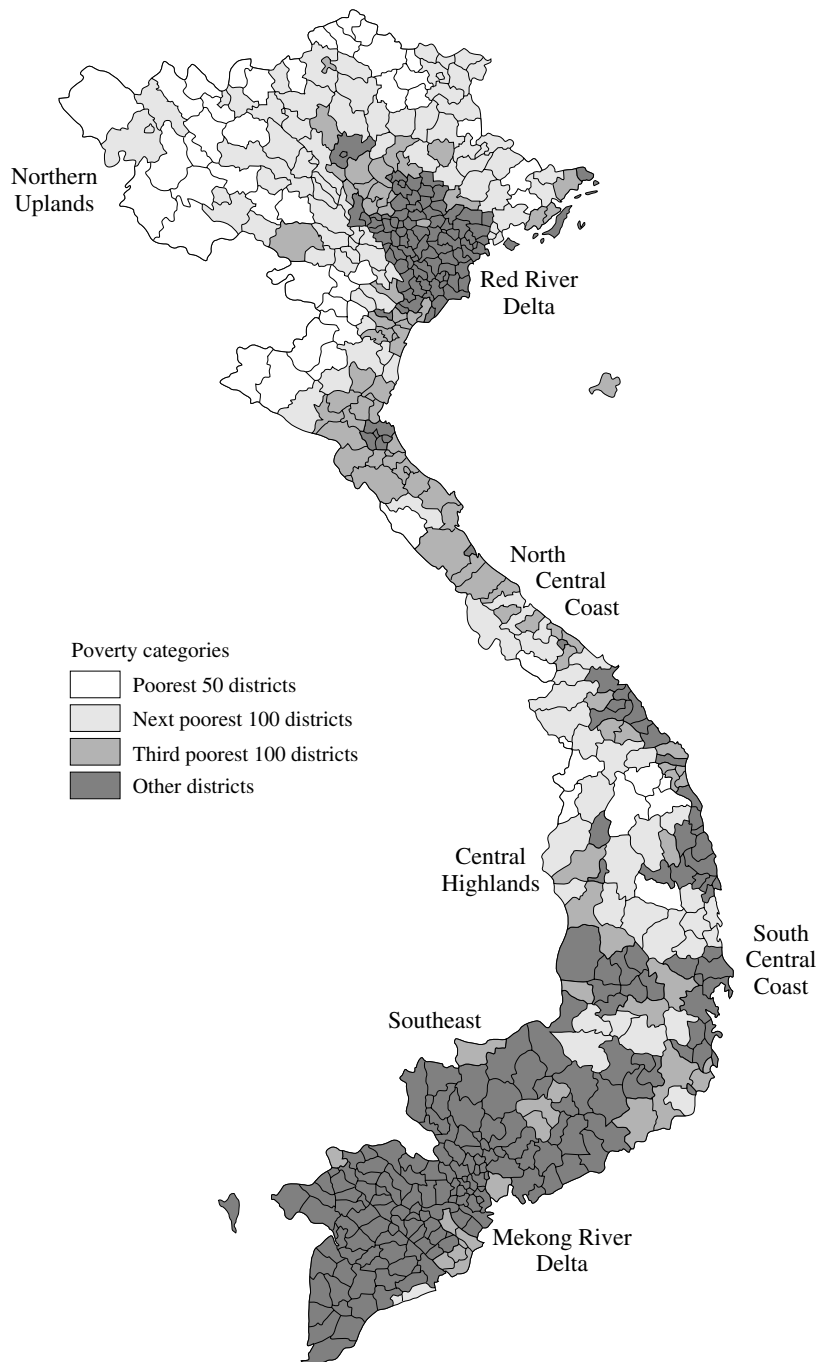 Northern
Uplands
Red River
Delta
North
Central
Coast
Poverty categories
Poorest 50 districts
Next poorest 100 districts
Third poorest 100 districts
Other districts
Central
Highlands
South
Central
Coast
Southeast
Mekong River
Delta